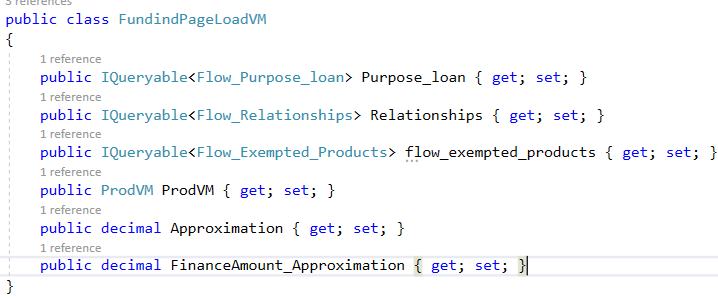 3 references
public class FundindPageLoadVM
{
1 reference
public IQueryable<Flow_Purpose_loan> Purpose_loan { get; set; }
1 reference
public IQueryable<Flow_Relationships> Relationships { get; set; }
1 reference
public IQueryable<Flow_Exempted_Products> flow_exempted_products { get; set; }
1 reference
public ProdVM ProdVM { get; set; }
1 reference
public decimal Approximation { get; set; }
1 reference
public decimal FinanceAmount_Approximation { get; set; }
}